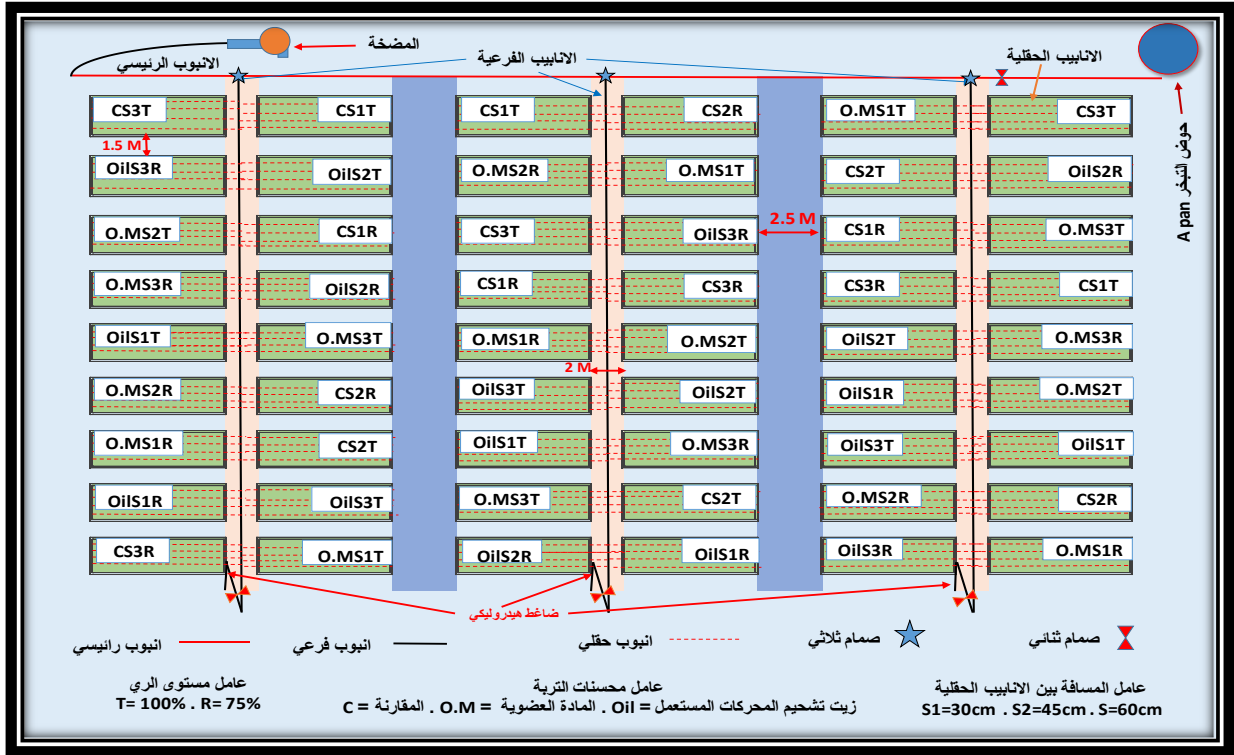 المضخة
الانبوب الرئيسي
الانابيب الفرعية
الانابيب الحقلية
حوض التبخر A pan
CS3T CS1T CS1T CS2R O.MS1T CS3T
1.5 M
OilS3R OilS2T O.MS2R O.MS1T CS2T OilS2R
2.5 M
O.MS2T CS1R CS3T OilS3R CS1R O.MS3T
O.MS3R OilS2R CS1R CS3R CS3R CS1T
OilS1T O.MS3T O.MS1R O.MS2T OilS2T O.MS3R
2 M
O.MS2R CS2R OilS3T OilS2T OilS1R O.MS2T
O.MS1R CS2T OilS1T O.MS3R OilS3T OilS1T
OilS1R OilS3T O.MS3T CS2T O.MS2R CS2R
CS3R O.MS1T OilS2R OilS1R OilS3R O.MS1R
ضاغط هيدروليكي
صمام ثنائي
صمام ثلاثي
انبوب حقلي
انبوب فرعي
انبوب رائيسي
عامل المسافة بين الانابيب الحقلية
S1=30cm . S2=45cm . S=60cm
عامل محسنات التربة
زيت تشحيم المحركات المستعمل = Oil . المادة العضوية = O.M . المقارنة = C
عامل مستوى الري
T= 100% . R= 75%